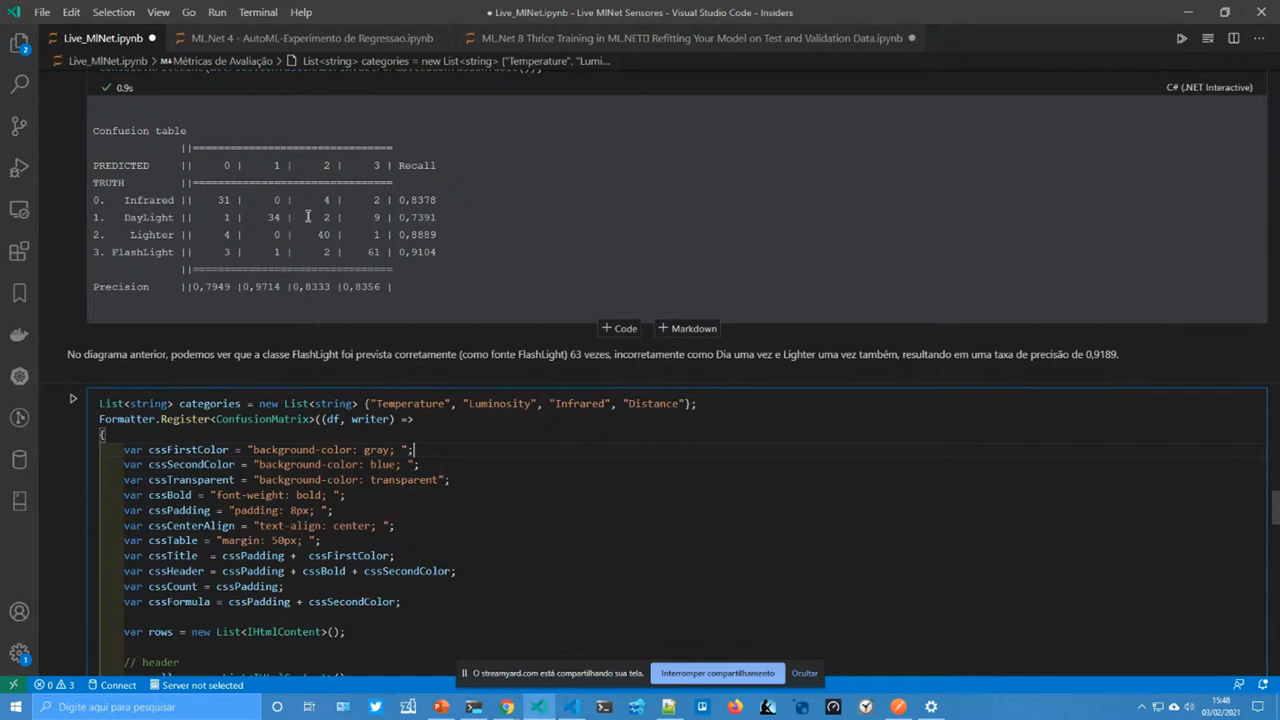 File Edit Selection View Go Run Terminal Help
● Live_MlNet.ipynb - Live MlNet Sensores - Visual Studio Code - Insiders
Live_MlNet.ipynb ●
ML.Net 4 - AutoML-Experimento de Regressao.ipynb
ML.Net 8 Thrice Training in ML.NET Refitting Your Model on Test and Validation Data.ipynb ●
Live_MlNet.ipynb > M↓Métricas de Avaliação > List<string> categories = new List<string> {"Temperature", "Lumi...
✓ 0.9s
C# (.NET Interactive)
Confusion table
||==================================
PREDICTED || 0 | 1 | 2 | 3 | Recall
TRUTH ||==================================
0. Infrared || 31 | 0 | 4 | 2 | 0,8378
1. DayLight || 1 | 34 | 2 | 9 | 0,7391
2. Lighter || 4 | 0 | 40 | 1 | 0,8889
3. FlashLight || 3 | 1 | 2 | 61 | 0,9104
||==================================
Precision ||0,7949 |0,9714 |0,8333 |0,8356 |
+ Code + Markdown
No diagrama anterior, podemos ver que a classe FlashLight foi prevista corretamente (como fonte FlashLight) 63 vezes, incorretamente como Dia uma vez e Lighter uma vez também, resultando em uma taxa de precisão de 0,9189.
List<string> categories = new List<string> {"Temperature", "Luminosity", "Infrared", "Distance"};
Formatter.Register<ConfusionMatrix>((df, writer) =>
{
var cssFirstColor = "background-color: gray; ";
var cssSecondColor = "background-color: blue; ";
var cssTransparent = "background-color: transparent";
var cssBold = "font-weight: bold; ";
var cssPadding = "padding: 8px; ";
var cssCenterAlign = "text-align: center; ";
var cssTable = "margin: 50px; ";
var cssTitle = cssPadding + cssFirstColor;
var cssHeader = cssPadding + cssBold + cssSecondColor;
var cssCount = cssPadding;
var cssFormula = cssPadding + cssSecondColor;
var rows = new List<IHtmlContent>();
// header
O streamyard.com está compartilhando sua tela.
Interromper compartilhamento
Ocultar
0 3 Connect Server not selected
Digite aqui para pesquisar
15:48
03/02/2021